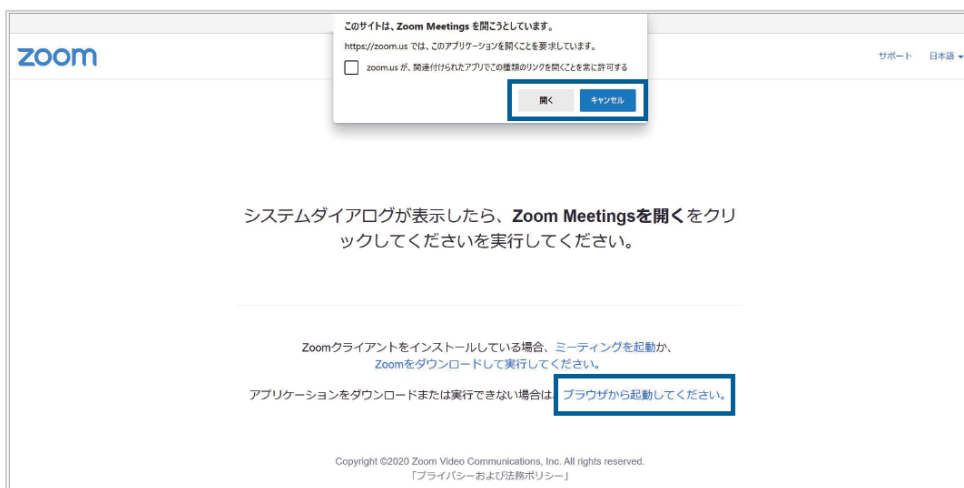 このサイトは、Zoom Meetings を開こうとしています。
https://zoom.us では、このアプリケーションを開くことを要求しています。
zoom.us が、関連付けられたアプリでこの種類のリンクを開くことを常に許可する
開く キャンセル
zoom サポート 日本語
システムダイアログが表示したら、Zoom Meetingsを開くをクリ
ックしてくださいを実行してください。
Zoomクライアントをインストールしている場合、ミーティングを起動か、
Zoomをダウンロードして実行してください。
アプリケーションをダウンロードまたは実行できない場合は、ブラウザから起動してください。
Copyright ©2020 Zoom Video Communications, Inc. All rights reserved.
「プライバシーおよび法務ポリシー」